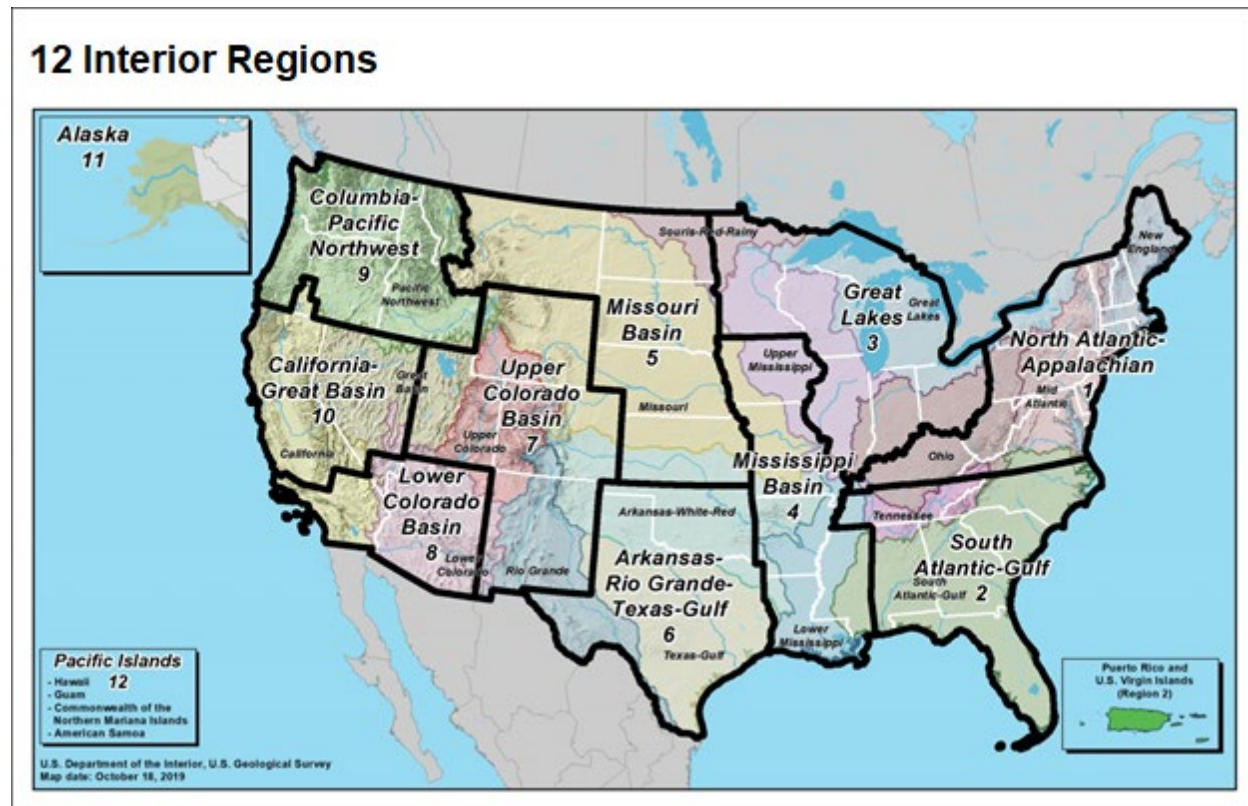 12 Interior Regions
Alaska
11
Columbia-
Pacific
Northwest
9
Pacific
Northwest
Souris-Red-Rainy
New
England
Missouri
Basin
5
Great
Lakes
3
Great
Lakes
North Atlantic-
Appalachian
1
Mid
Atlantic
California-
Great Basin
10
Great
Basin
California
Upper
Colorado
Basin
7
Upper
Colorado
Missouri
Upper
Mississippi
Ohio
Lower
Colorado
Basin
8
Lower
Colorado
Mississippi
Basin
4
Arkansas-White-Red
Tennessee
Rio Grande
Arkansas-
Rio Grande-
Texas-Gulf
6
Texas-Gulf
South
Atlantic-Gulf
2
South
Atlantic-Gulf
Lower
Mississippi
Pacific Islands
12
- Hawaii
- Guam
- Commonwealth of the
Northern Mariana Islands
- American Samoa
Puerto Rico and
U.S. Virgin Islands
(Region 2)
U.S. Department of the Interior, U.S. Geological Survey
Map date: October 18, 2019